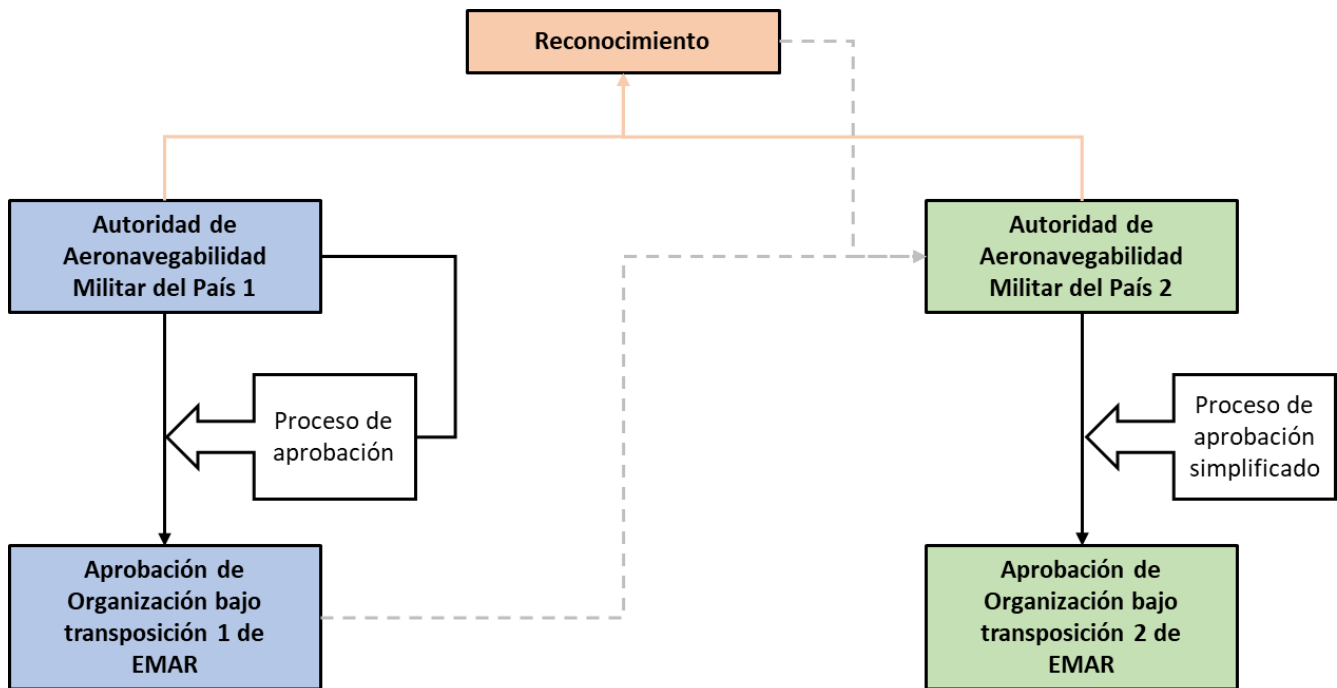 Reconocimiento
Autoridad de
Aeronavegabilidad
Militar del País 1
Autoridad de
Aeronavegabilidad
Militar del País 2
Proceso de
aprobación
Proceso de
aprobación
simplificado
Aprobación de
Organización bajo
transposición 1 de
EMAR
Aprobación de
Organización bajo
transposición 2 de
EMAR